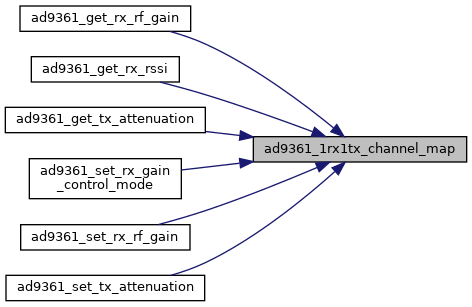 ad9361_get_rx_rf_gain
ad9361_get_rx_rssi
ad9361_get_tx_attenuation
ad9361_1rx1tx_channel_map
ad9361_set_rx_gain
_control_mode
ad9361_set_rx_rf_gain
ad9361_set_tx_attenuation